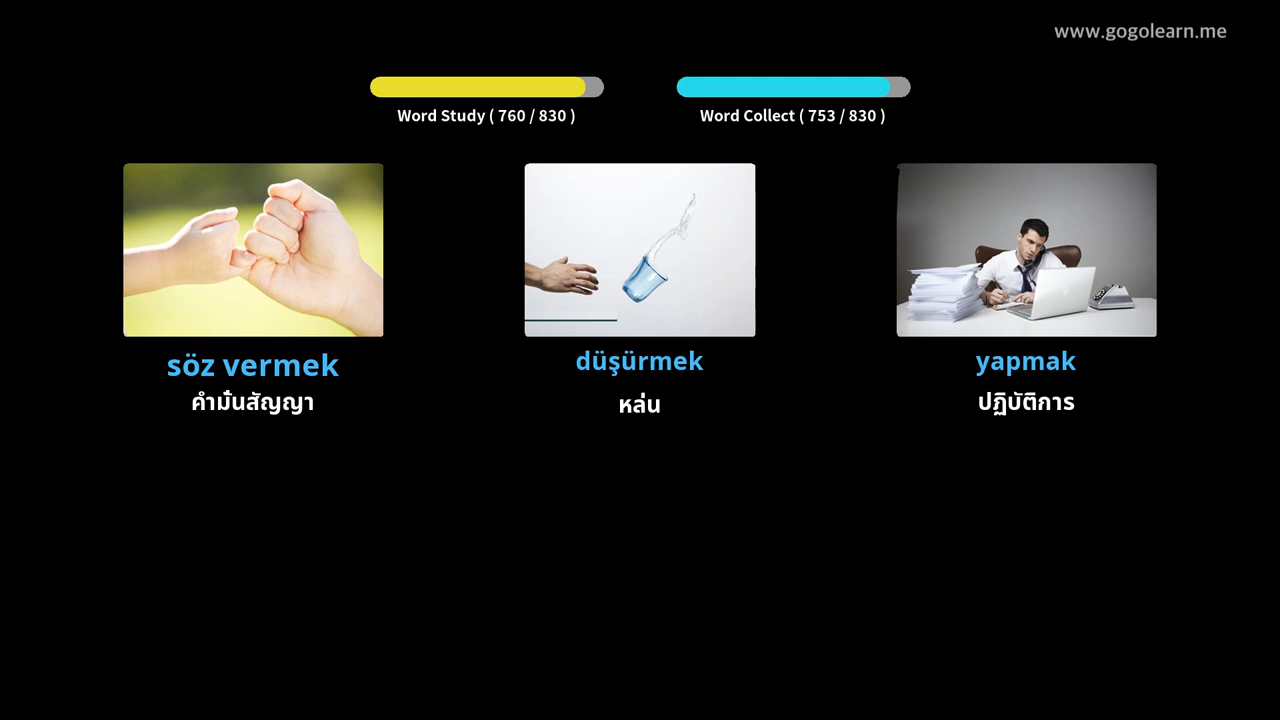 www.gogolearn.me
Word Study ( 760 / 830 )
Word Collect ( 753 / 830 )
söz vermek
คำมั่นสัญญา
düşürmek
หล่น
yapmak
ปฏิบัติการ